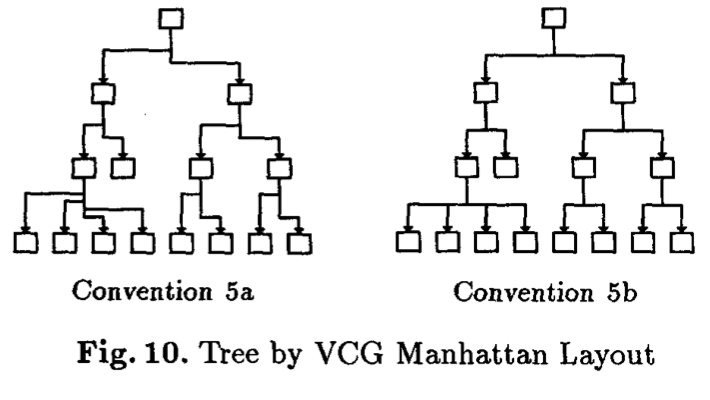 Convention 5a
Convention 5b
Fig. 10. Tree by VCG Manhattan Layout